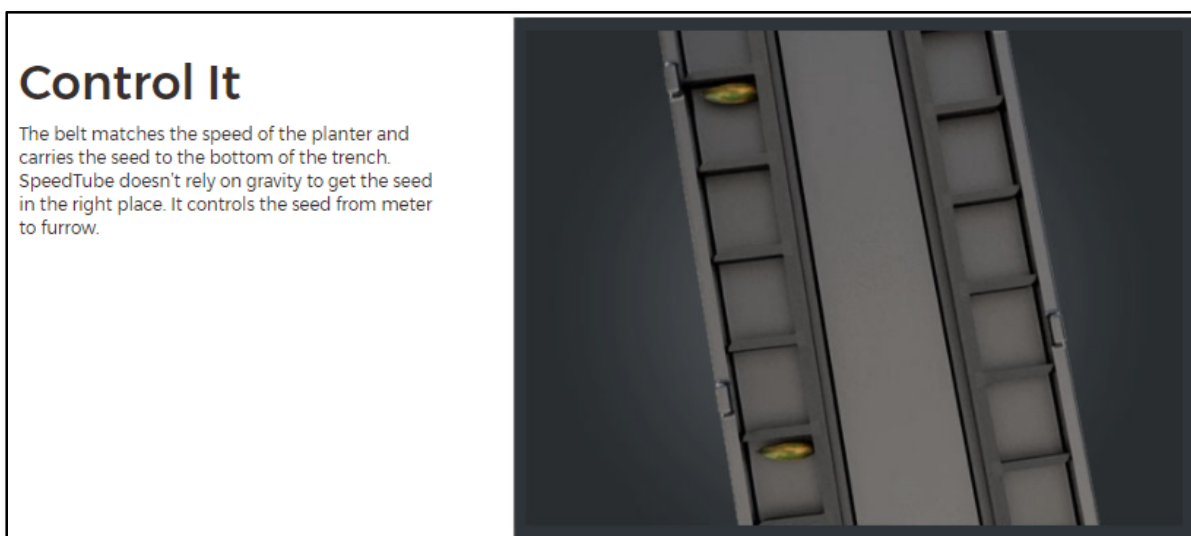 Control It
The belt matches the speed of the planter and
carries the seed to the bottom of the trench.
SpeedTube doesn’t rely on gravity to get the seed
in the right place. It controls the seed from meter
to furrow.